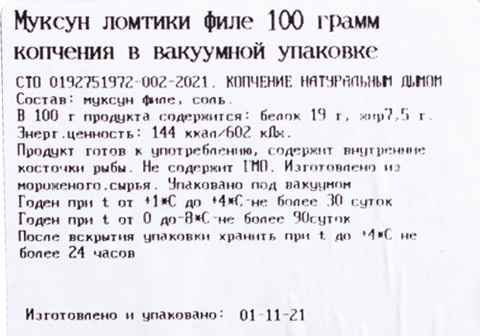 Муксун ломтики филе 100 грамм
копчения в вакуумной упаковке
СТО 0192751972-002-2021. КОПЧЕНИЕ НАТУРАЛЬНЫМ ДЫМОМ
Состав: муксун филе, соль.
В 100 г продукта содержится: белок 19 г, жир7,5 г.
Энерг.ценность: 144 ккал/602 кДж.
Продукт готов к употреблению, содержит внутренние
косточки рыбы. Не содержит ГМО. Изготовлено из
мороженого.сырья. Упаковано под вакуумом
Годен при t от +1*С до +4*С-не более 30 суток
Годен при t от 0 до-8*С-не более 90суток
После вскрытия упаковки хранить при t до +4*С не
более 24 часов
Изготовлено и упаковано: 01-11-21